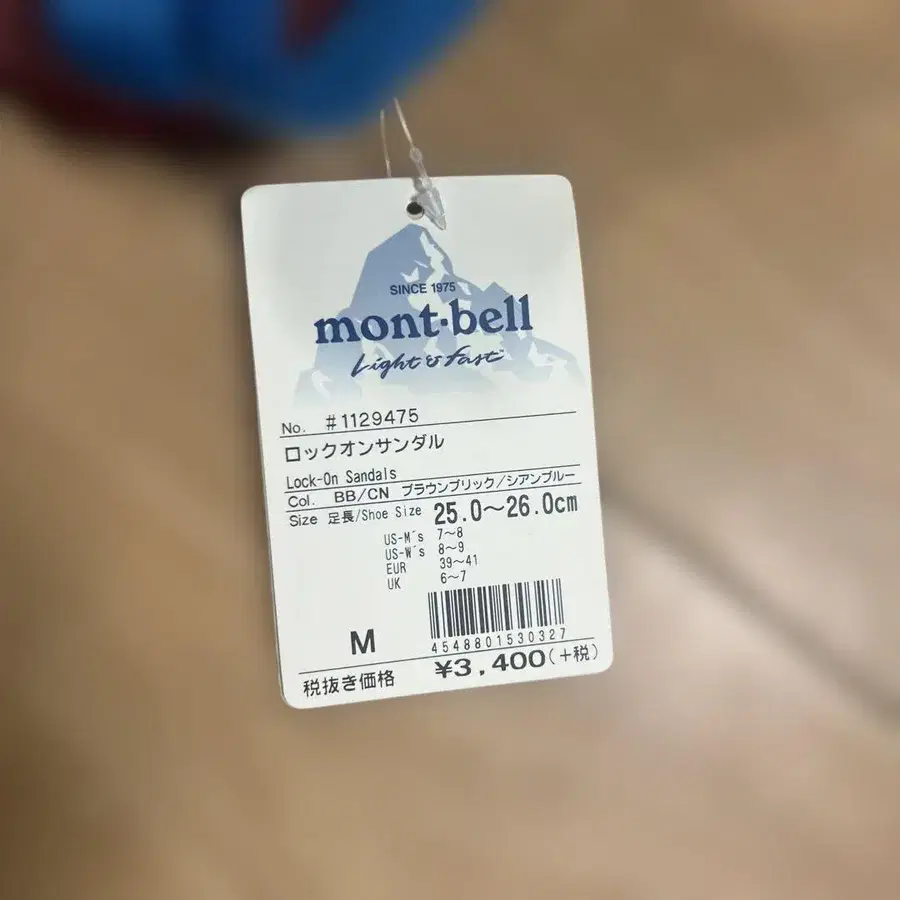 SINCE 1975
mont-bell
Light & Fast™
No. #1129475
ロックオンサンダル
Lock-On Sandals
Col. BB/CN ブラウンブリック/シアンブルー
Size 足長/Shoe Size 25.0～26.0cm
US-M's 7～8
US-W's 8～9
EUR 39～41
UK 6～7
M
4548801530327
税抜き価格 ¥3,400(+税)